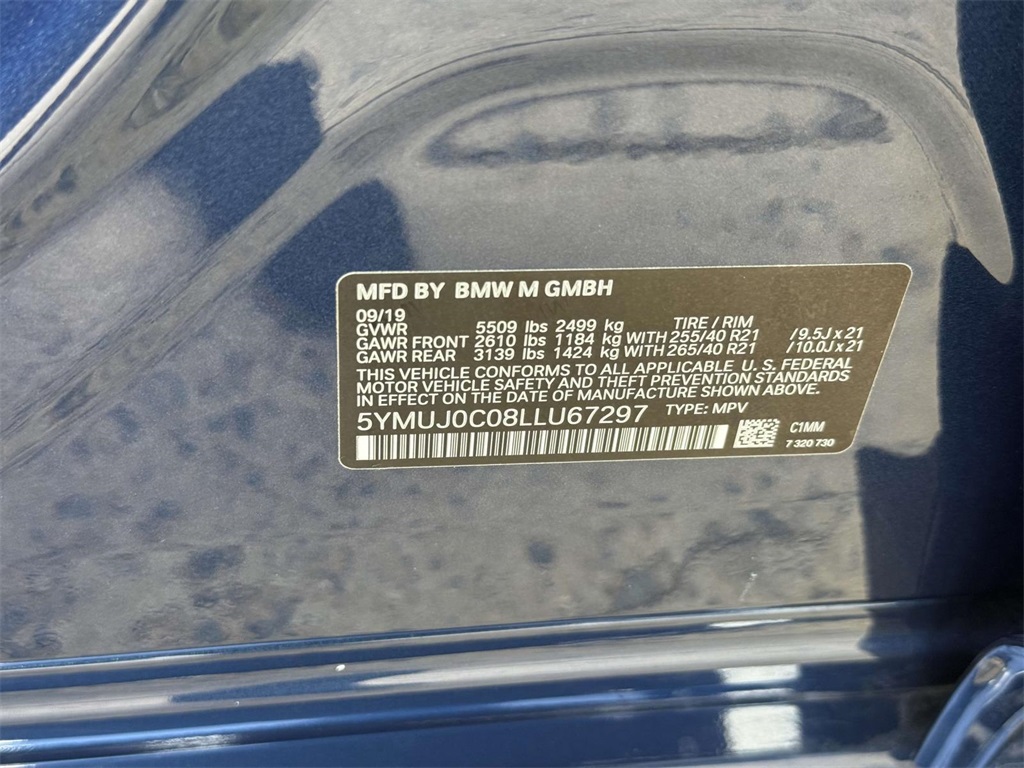 MFD BY BMW M GMBH
09/19 TIRE / RIM
GVWR 5509 lbs 2499 kg
GAWR FRONT 2610 lbs 1184 kg WITH 255/40 R21 /9.5J x 21
GAWR REAR 3139 lbs 1424 kg WITH 265/40 R21 /10.0J x 21
THIS VEHICLE CONFORMS TO ALL APPLICABLE U. S. FEDERAL
MOTOR VEHICLE SAFETY AND THEFT PREVENTION STANDARDS
IN EFFECT ON THE DATE OF MANUFACTURE SHOWN ABOVE.
5YMUJ0C08LLU67297 TYPE: MPV
C1MM
7 320 730